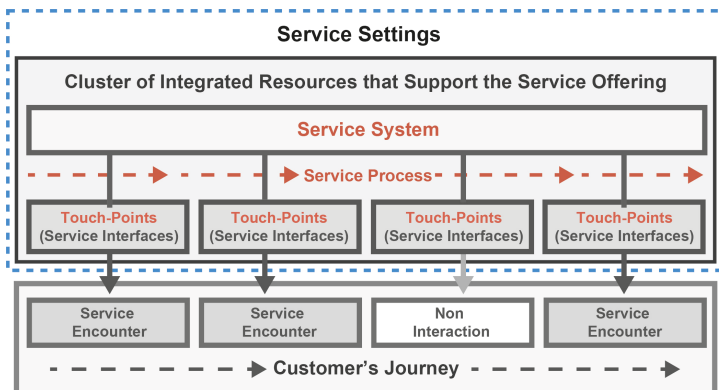 Service Settings
Cluster of Integrated Resources that Support the Service Offering
Service System
Service Process
Touch-Points
(Service Interfaces)
Touch-Points
(Service Interfaces)
Touch-Points
(Service Interfaces)
Touch-Points
(Service Interfaces)
Service
Encounter
Service
Encounter
Non
Interaction
Service
Encounter
Customer's Journey